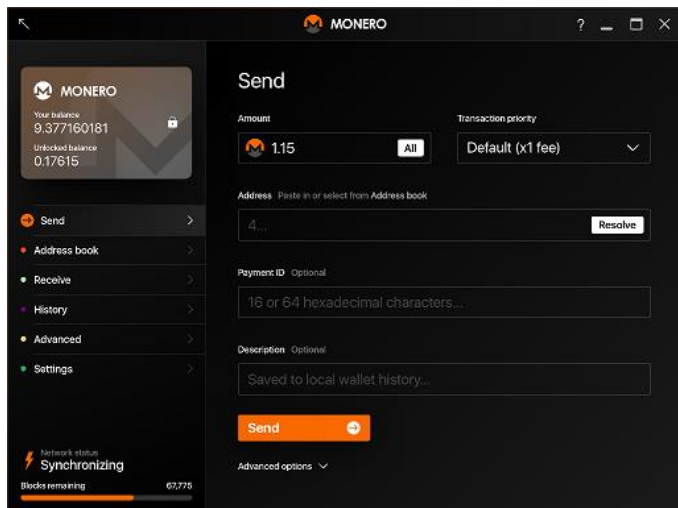 MONERO
?
MONERO
Your balance
9.377160181
Unlocked balance
0.17615
Send
Address book
Receive
History
Advanced
Settings
Network status
Synchronizing
Blocks remaining 67,775
Send
Amount
1.15
All
Transaction priority
Default (x1 fee)
Address Paste in or select from Address book
4...
Resolve
Payment ID Optional
16 or 64 hexadecimal characters...
Description Optional
Saved to local wallet history...
Send
Advanced options